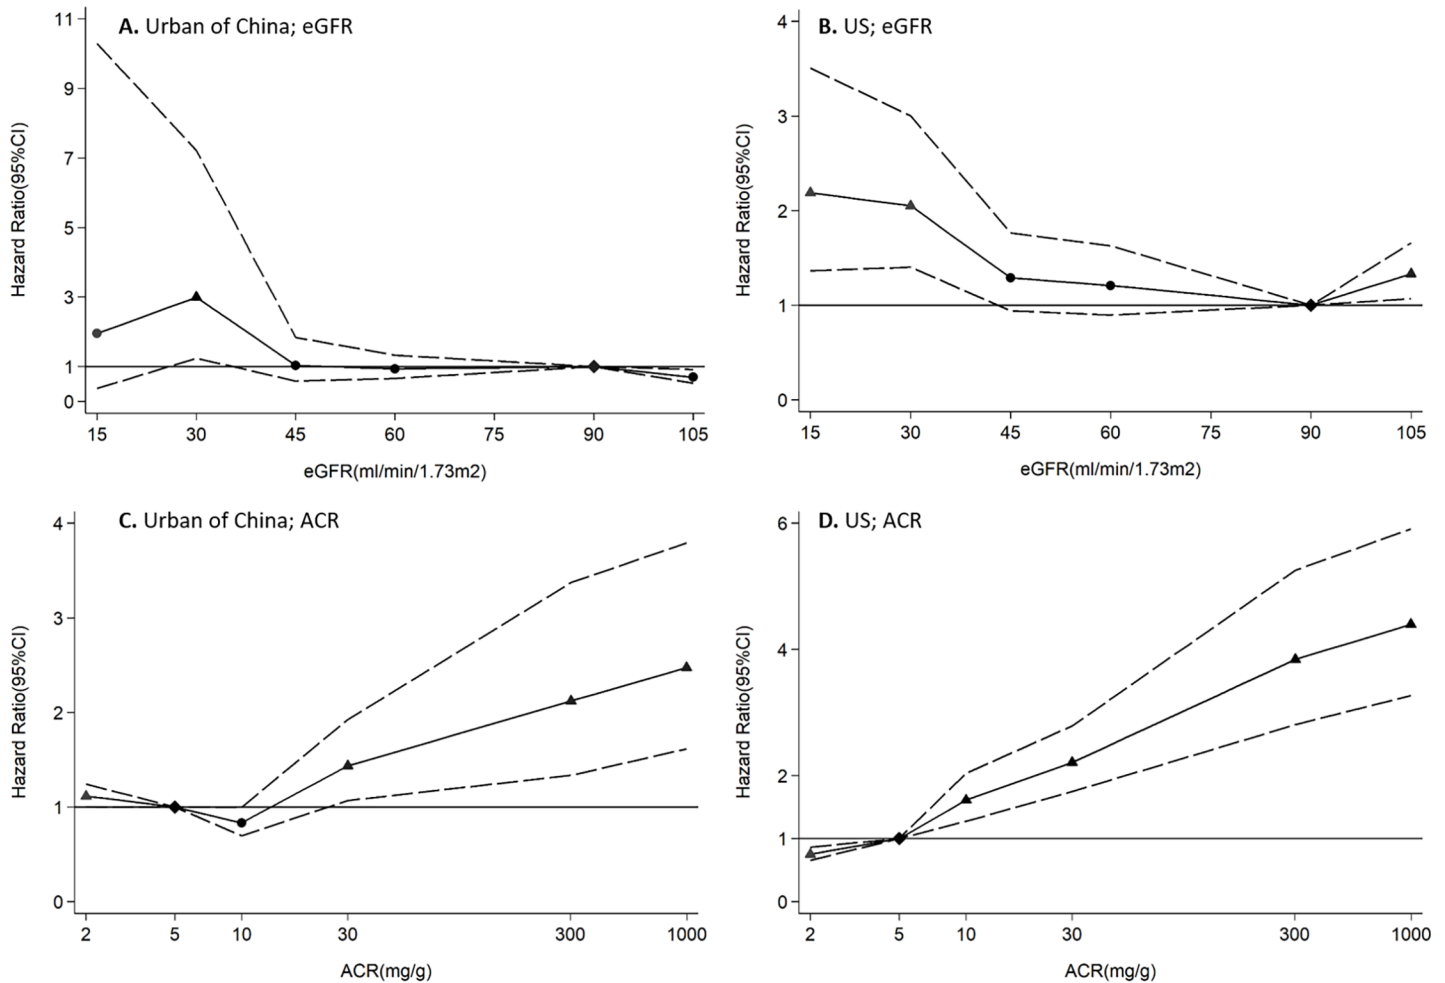 A. Urban of China; eGFR
11
9
7
5
3
1
0
Hazard Ratio(95%CI)
15 30 45 60 75 90 105
eGFR(ml/min/1.73m2)
B. US; eGFR
4
3
2
1
0
Hazard Ratio(95%CI)
15 30 45 60 75 90 105
eGFR(ml/min/1.73m2)
C. Urban of China; ACR
4
3
2
1
0
Hazard Ratio(95%CI)
2 5 10 30 300 1000
ACR(mg/g)
D. US; ACR
6
4
2
1
0
Hazard Ratio(95%CI)
2 5 10 30 300 1000
ACR(mg/g)